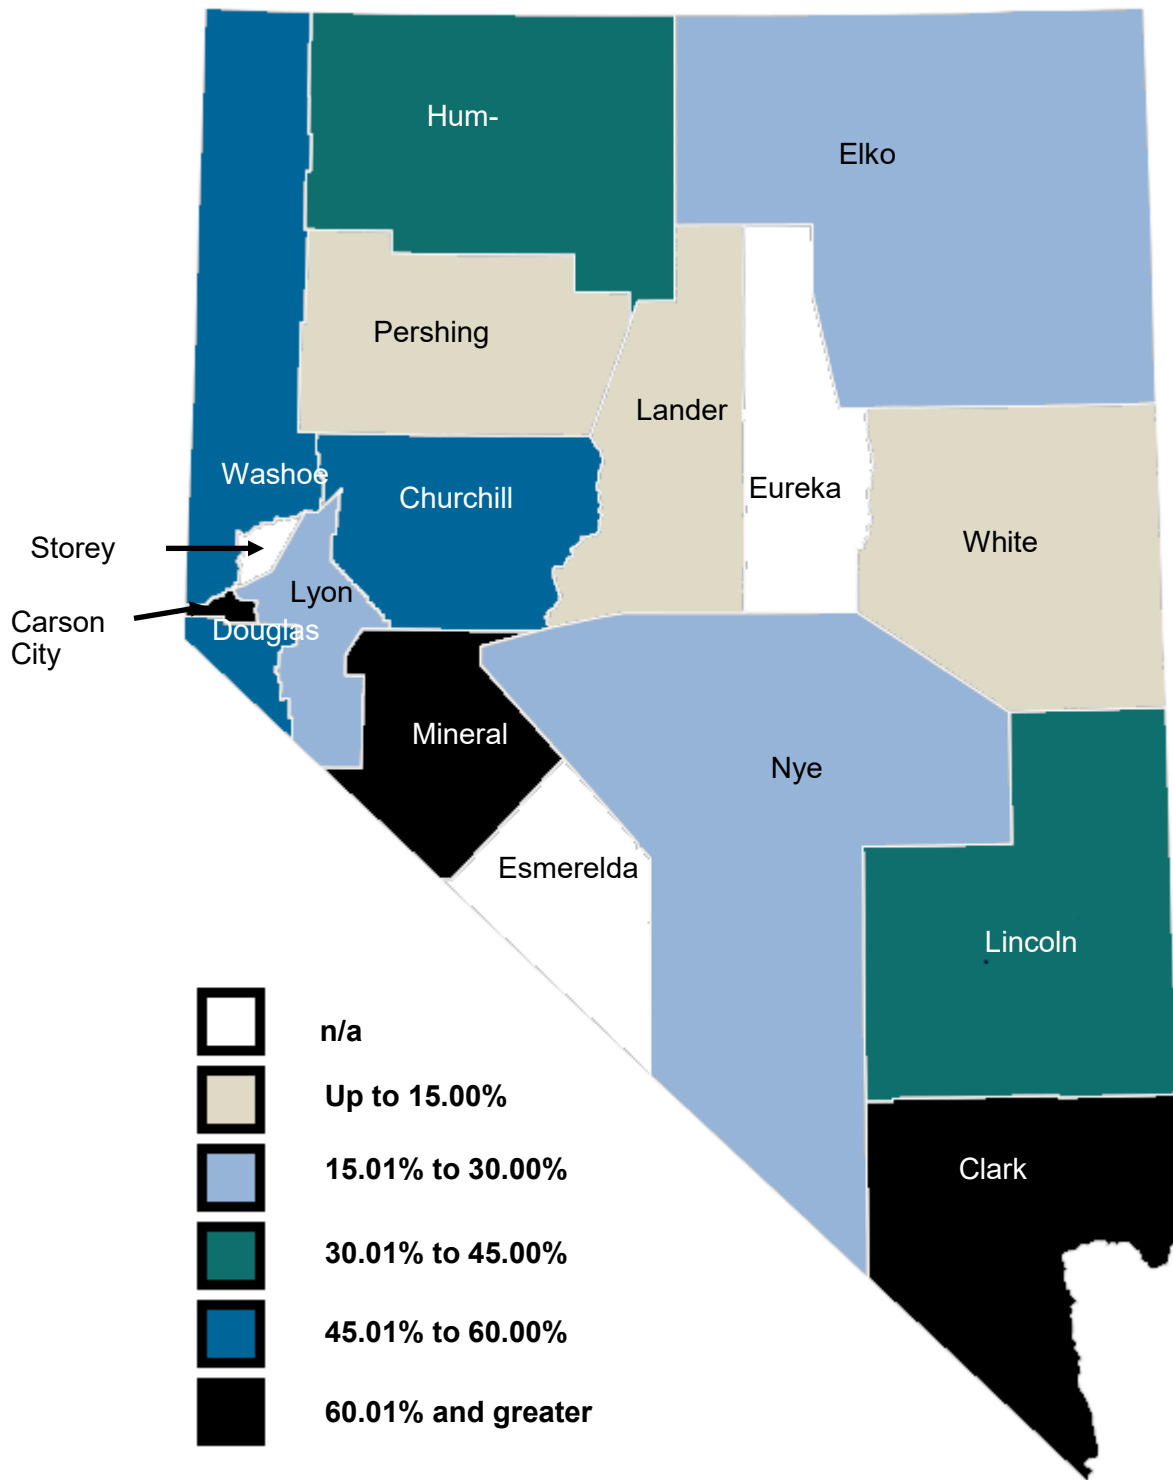 Hum-
Elko
Pershing
Lander
Washoe
Churchill
Eureka
White
Storey
Lyon
Carson
City
Douglas
Mineral
Nye
Esmerelda
Lincoln
Clark
n/a
Up to 15.00%
15.01% to 30.00%
30.01% to 45.00%
45.01% to 60.00%
60.01% and greater